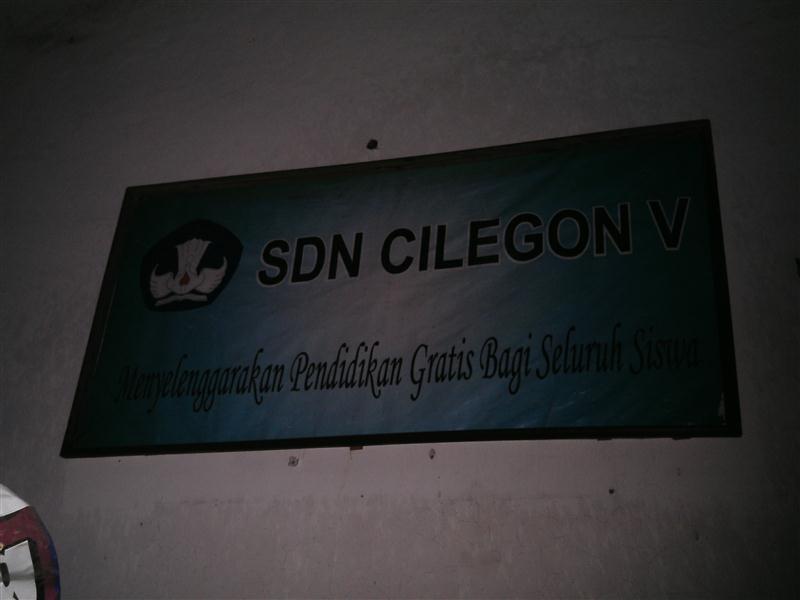 SDN CILEGON V
Menyelenggarakan Pendidikan Gratis Bagi Seluruh Siswa